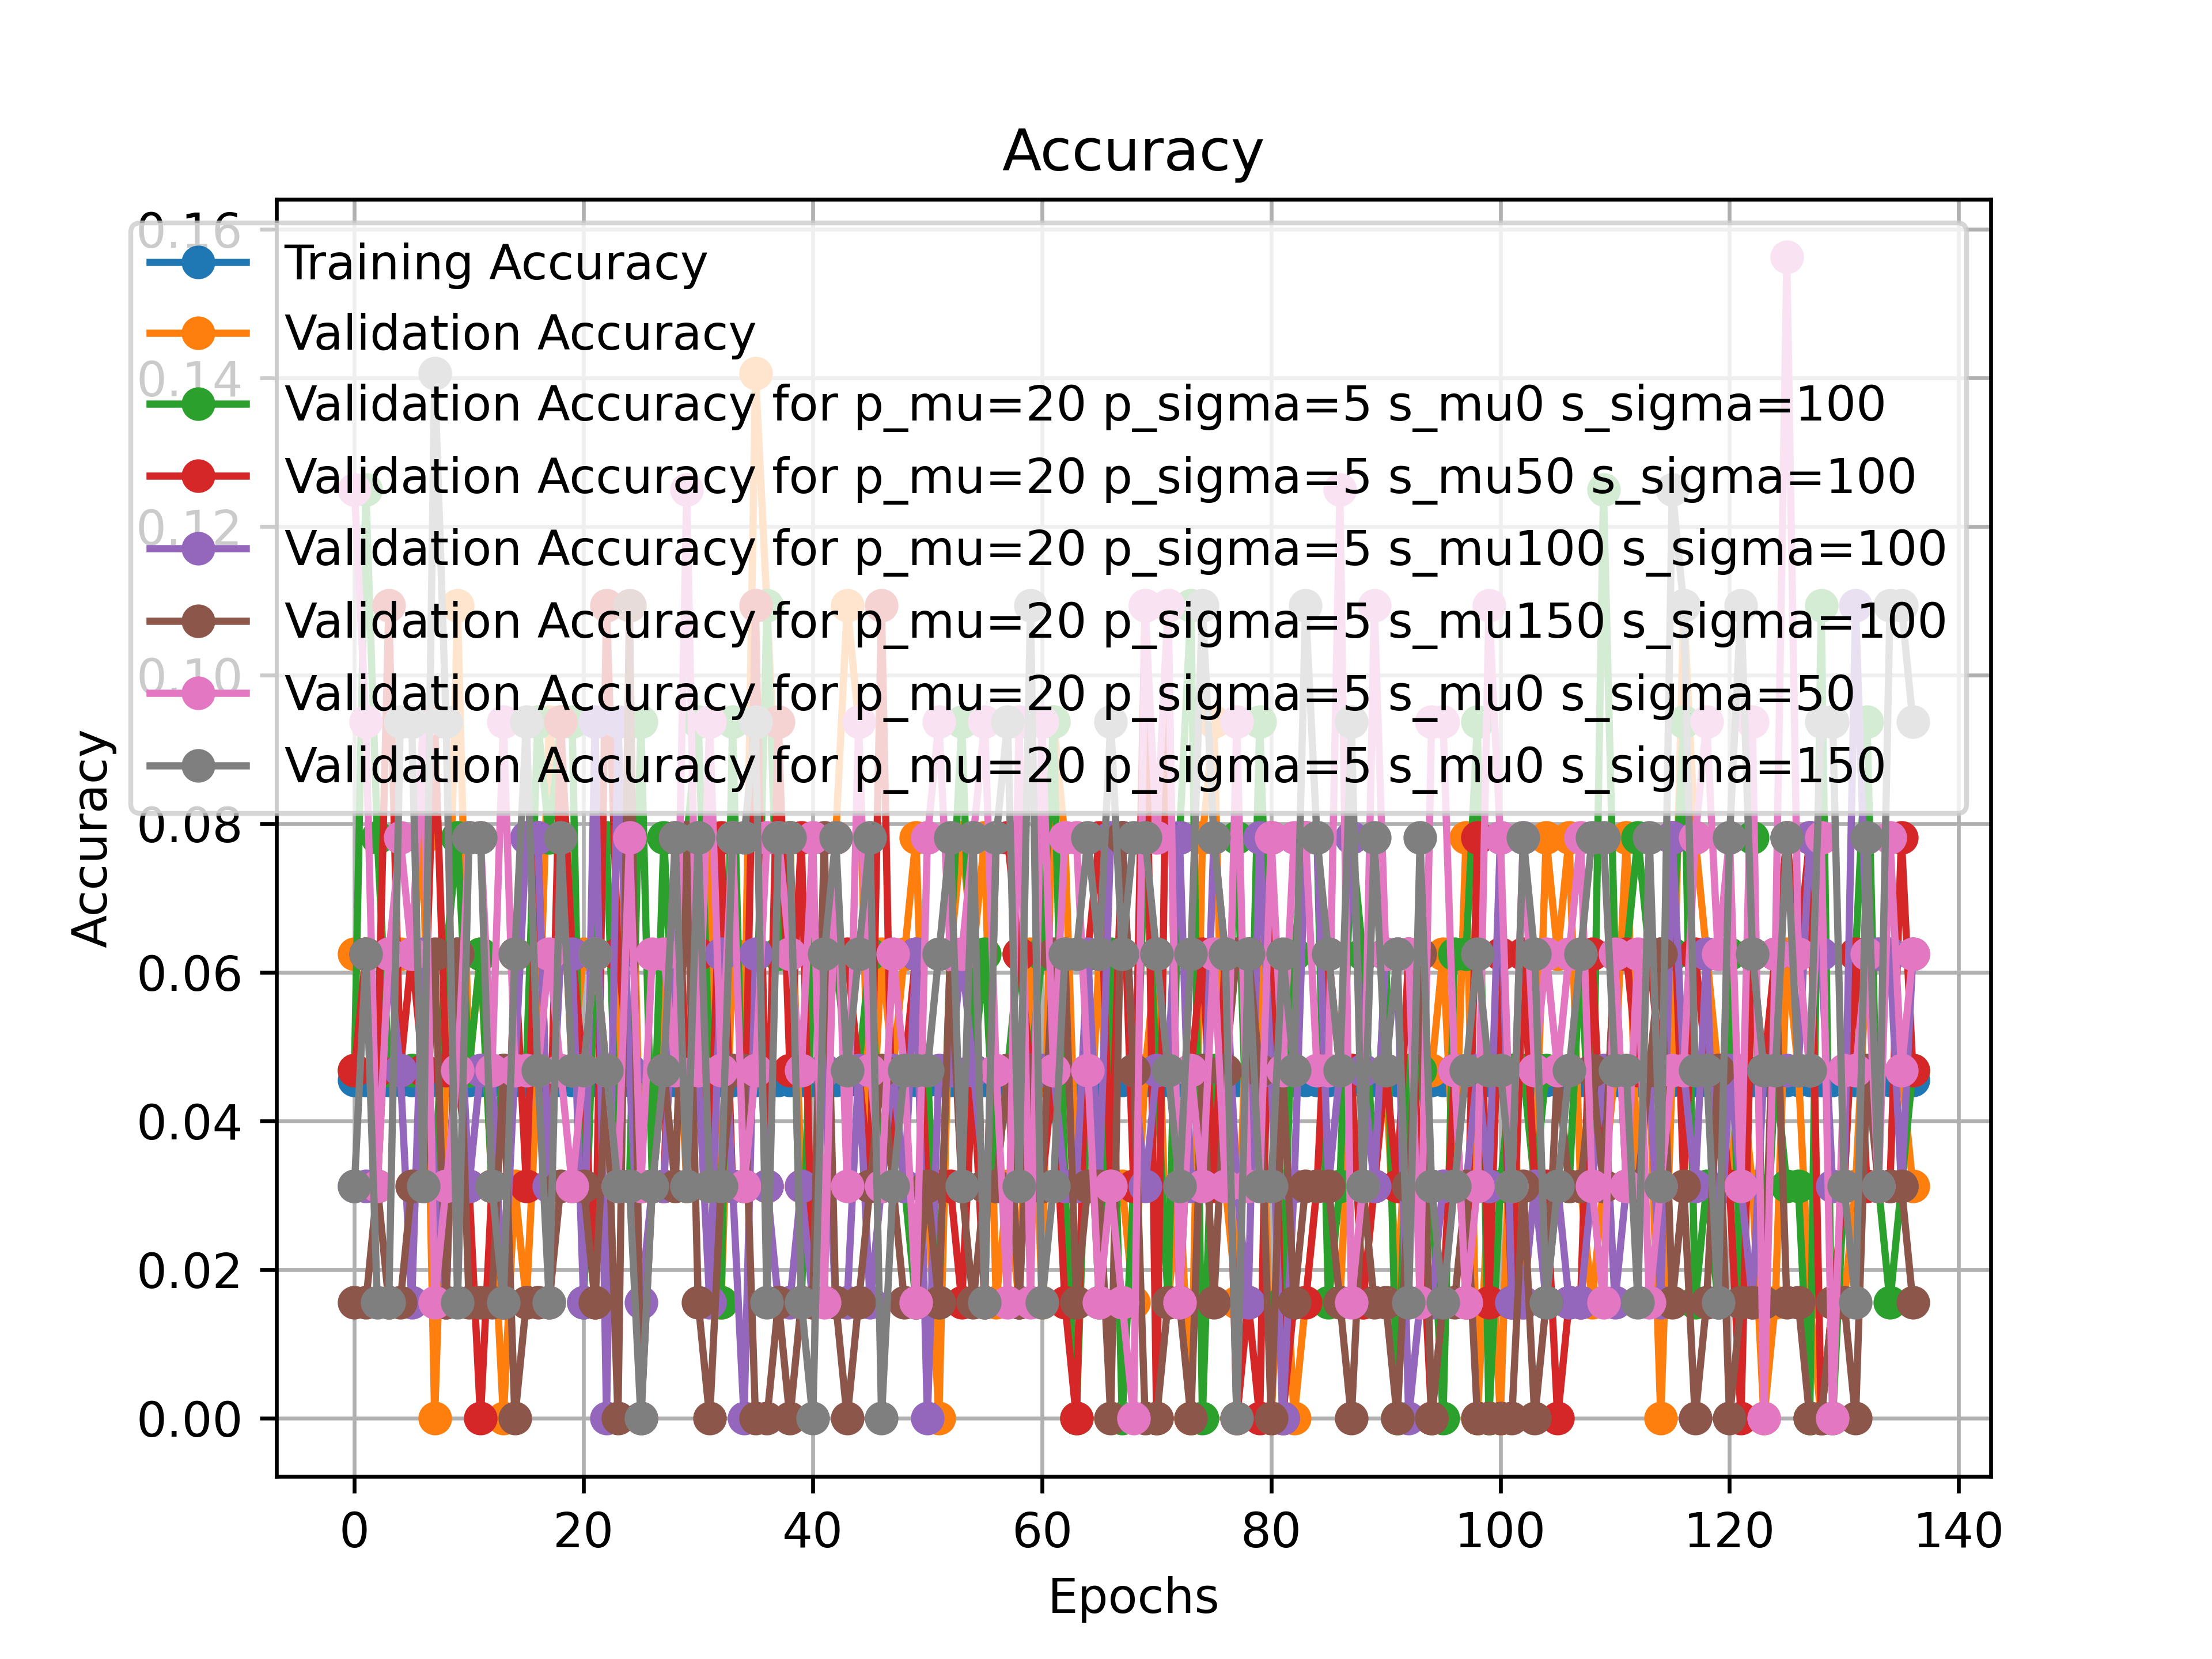 Accuracy
0.16
Training Accuracy
Validation Accuracy
0.14
Validation Accuracy for p_mu=20 p_sigma=5 s_mu0 s_sigma=100
Validation Accuracy for p_mu=20 p_sigma=5 s_mu50 s_sigma=100
0.12
Validation Accuracy for p_mu=20 p_sigma=5 s_mu100 s_sigma=100
Validation Accuracy for p_mu=20 p_sigma=5 s_mu150 s_sigma=100
0.10
Validation Accuracy for p_mu=20 p_sigma=5 s_mu0 s_sigma=50
Validation Accuracy for p_mu=20 p_sigma=5 s_mu0 s_sigma=150
0.08
Accuracy
0.06
0.04
0.02
0.00
0 20 40 60 80 100 120 140
Epochs